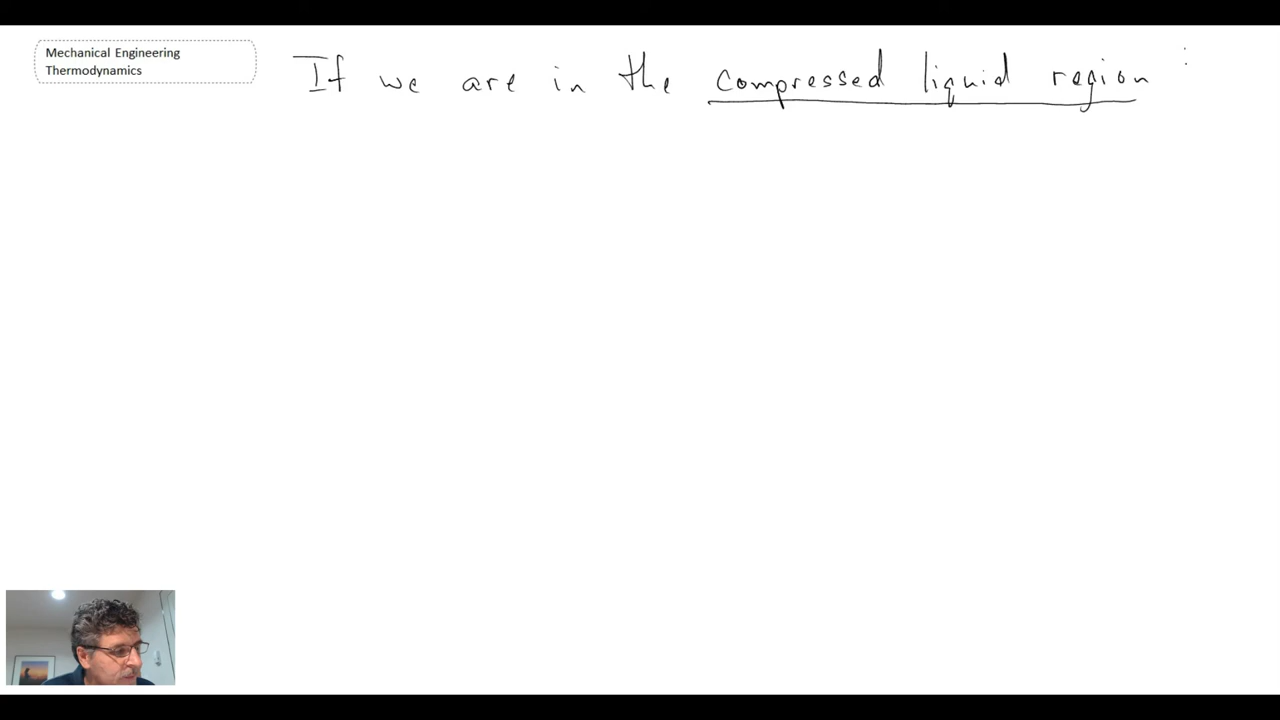 Mechanical Engineering
Thermodynamics
If we are in the compressed liquid region :